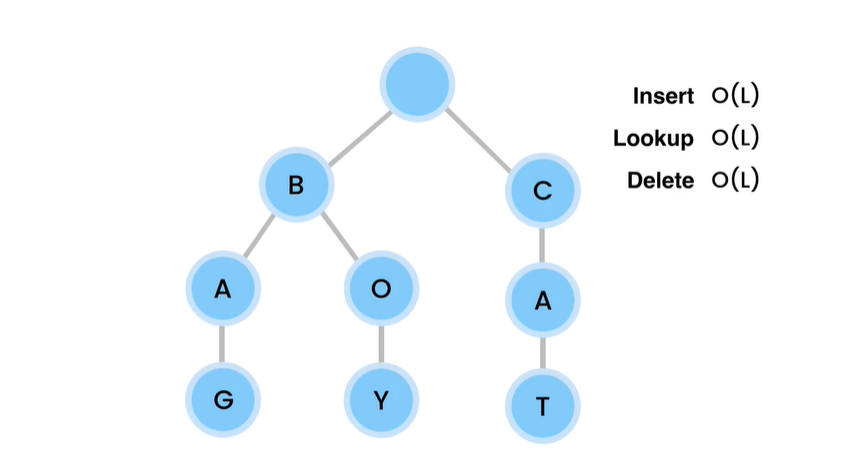 Insert O(L)
Lookup O(L)
Delete O(L)
B
C
A
O
A
G
Y
T